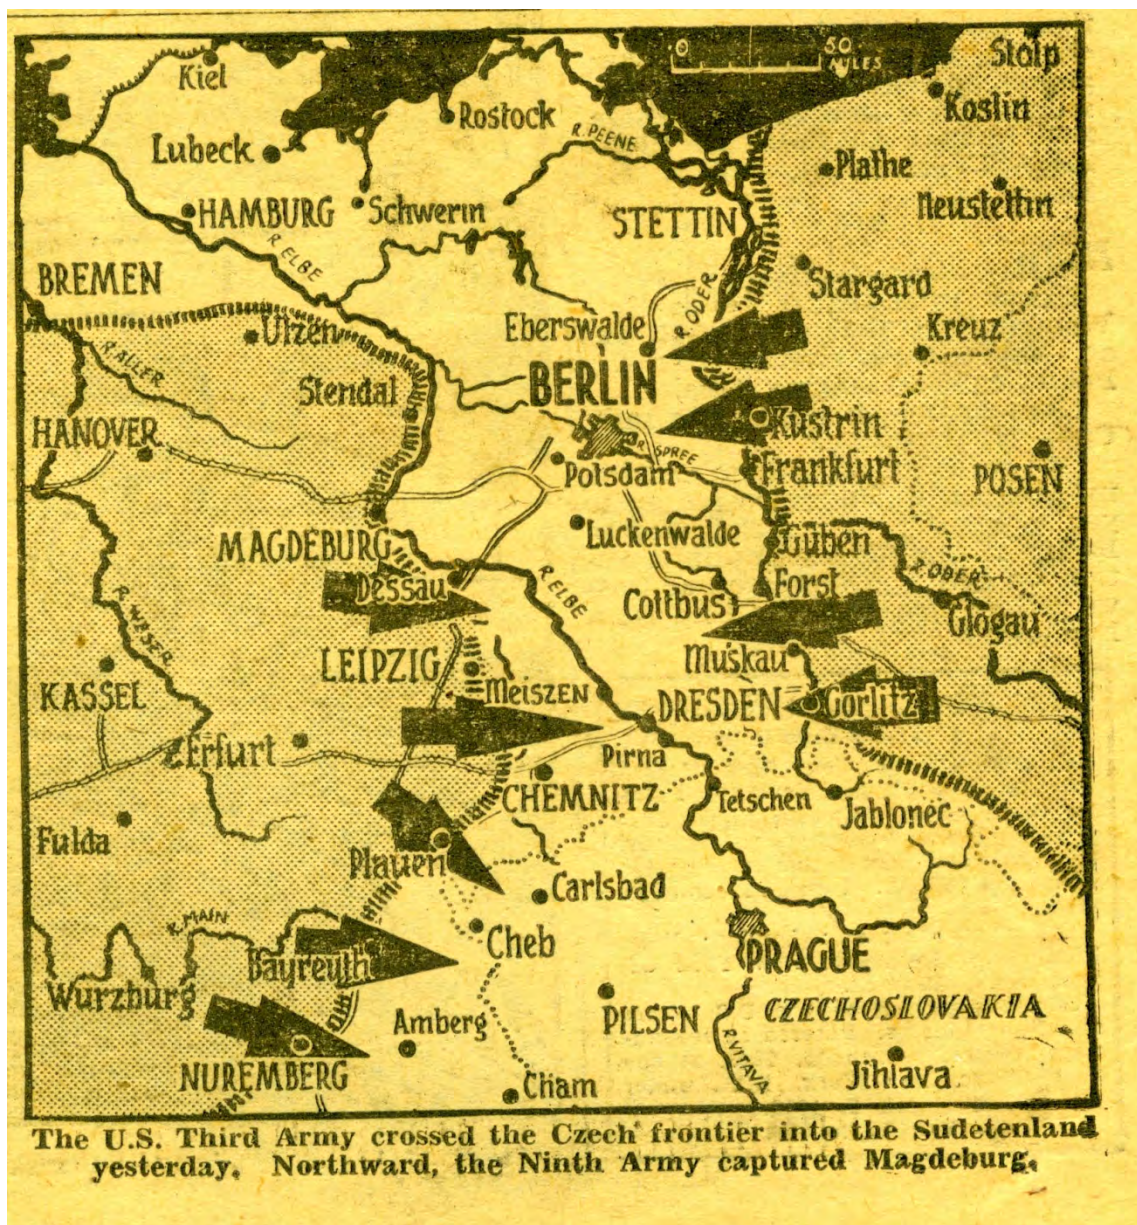 0 50
MILES
Stolp
Kiel
Koslin
Rostock
R. PEENE
Lubeck
Plathe
Neustettin
HAMBURG
Schwerin
STETTIN
R. ELBE
BREMEN
Stargard
R. ODER
Ulzen
Eberswalde
Kreuz
R. ALLER
BERLIN
Stendal
HANOVER
Kustrin
R. SPREE
Frankfurt
POSEN
Potsdam
Luckenwalde
MAGDEBURG
Guben
R. ODER
Dessau
R. ELBE
Forst
Cottbus
Glogau
R. WESER
LEIPZIG
Muskau
KASSEL
MEISZEN
DRESDEN
Gorlitz
Erfurt
Pirna
CHEMNITZ
Tetschen
Jablonec
Fulda
Plauen
Carlsbad
R. MAIN
Cheb
PRAGUE
Bayreuth
Wurzburg
CZECHOSLOVAKIA
Amberg
PILSEN
R. VITAVA
NUREMBERG
Cham
Jihlava
The U.S. Third Army crossed the Czech frontier into the Sudetenland
yesterday. Northward, the Ninth Army captured Magdeburg.